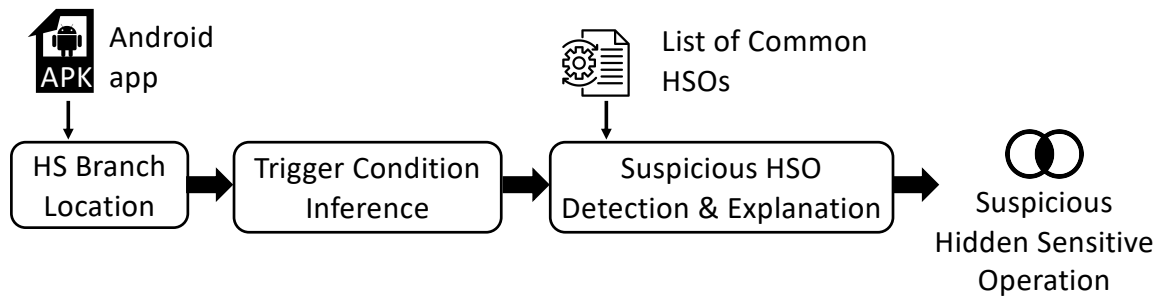 Android
app
APK
List of Common
HSOs
HS Branch
Location
Trigger Condition
Inference
Suspicious HSO
Detection & Explanation
Suspicious
Hidden Sensitive
Operation